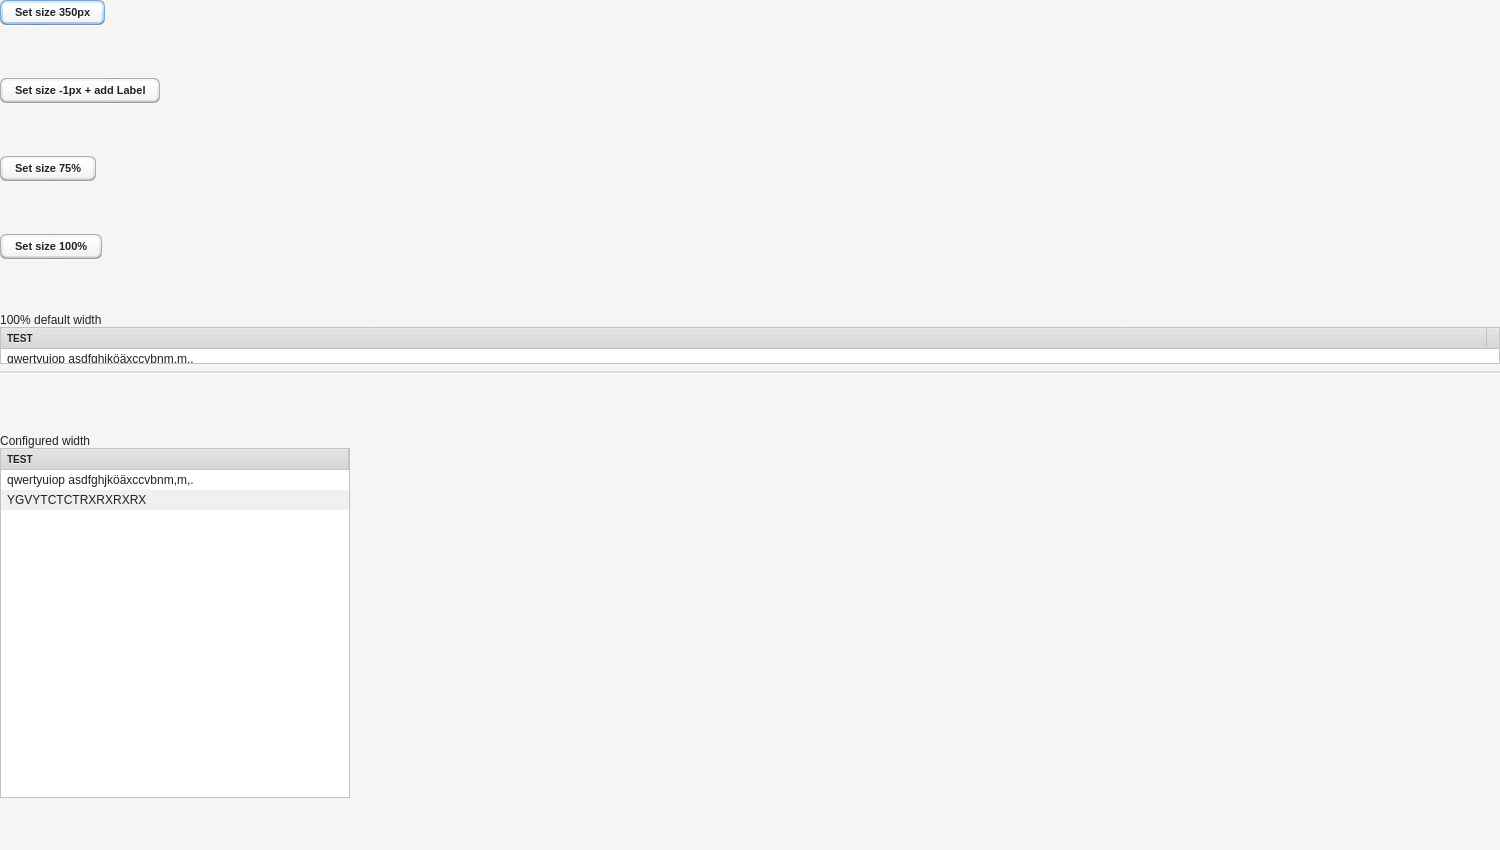 Set size 350px
Set size -1px + add Label
Set size 75%
Set size 100%
100% default width
TEST
qwertyuiop asdfghjköäxccvbnm,m,.
Configured width
TEST
qwertyuiop asdfghjköäxccvbnm,m,.
YGVYTCTCTRXRXRXRX